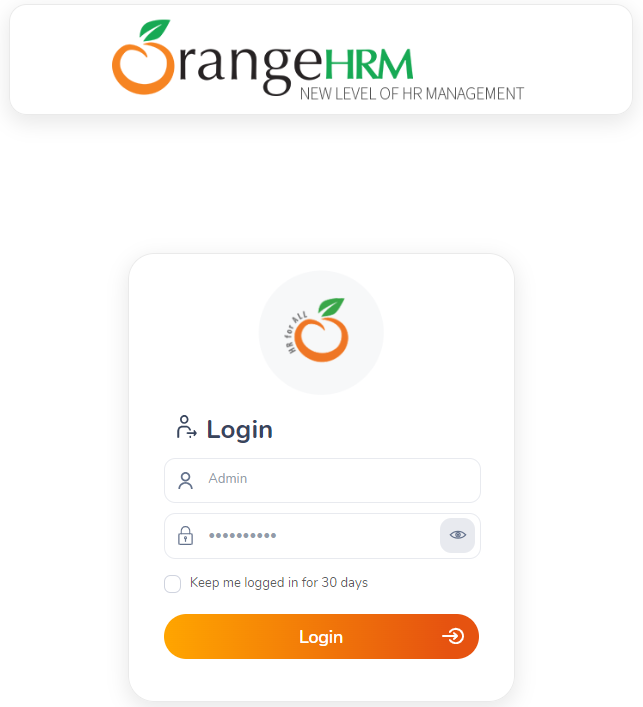 OrangeHRM
NEW LEVEL OF HR MANAGEMENT
HR for ALL
Login
Admin
••••••••••
Keep me logged in for 30 days
Login